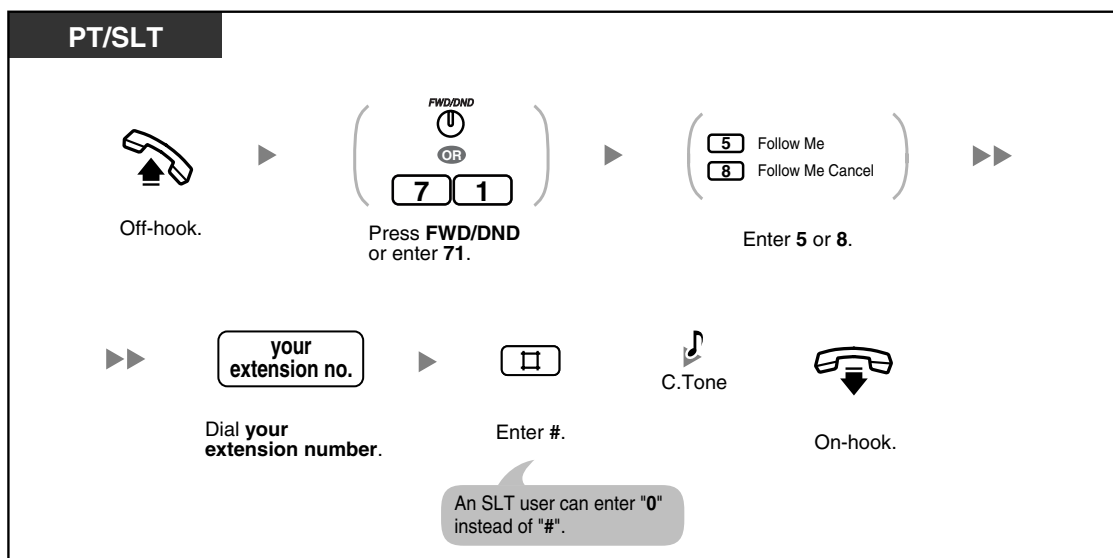 PT/SLT
FWD/DND
OR
7 1
5 Follow Me
8 Follow Me Cancel
Off-hook.
Press FWD/DND
or enter 71.
Enter 5 or 8.
your
extension no.
#
C.Tone
Dial your
extension number.
Enter #.
On-hook.
An SLT user can enter "0"
instead of "#".